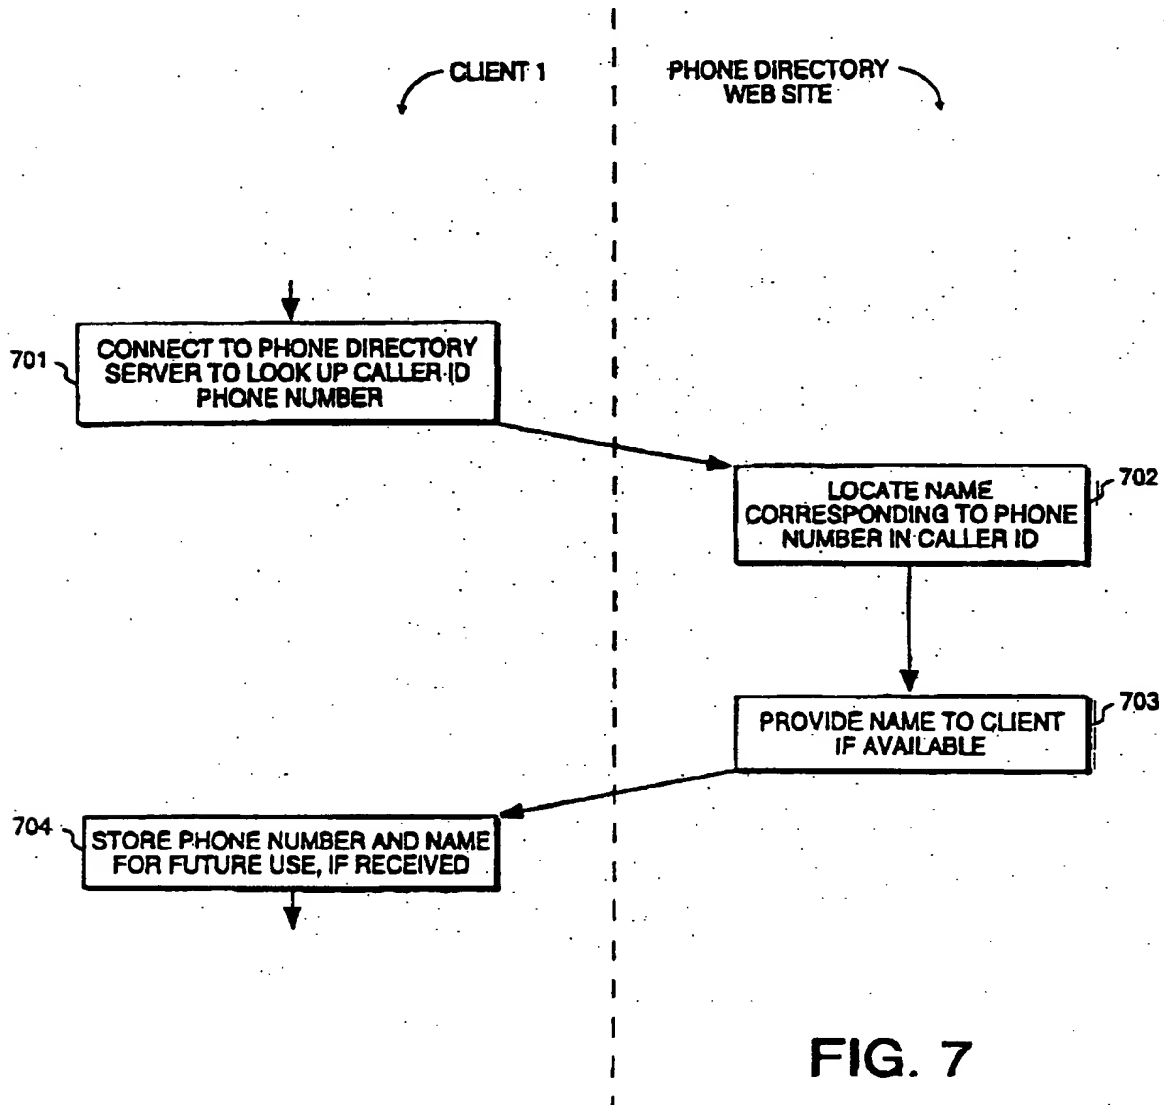 CLIENT 1
PHONE DIRECTORY
WEB SITE
701
CONNECT TO PHONE DIRECTORY
SERVER TO LOOK UP CALLER ID
PHONE NUMBER
702
LOCATE NAME
CORRESPONDING TO PHONE
NUMBER IN CALLER ID
703
PROVIDE NAME TO CLIENT
IF AVAILABLE
704
STORE PHONE NUMBER AND NAME
FOR FUTURE USE, IF RECEIVED
FIG. 7